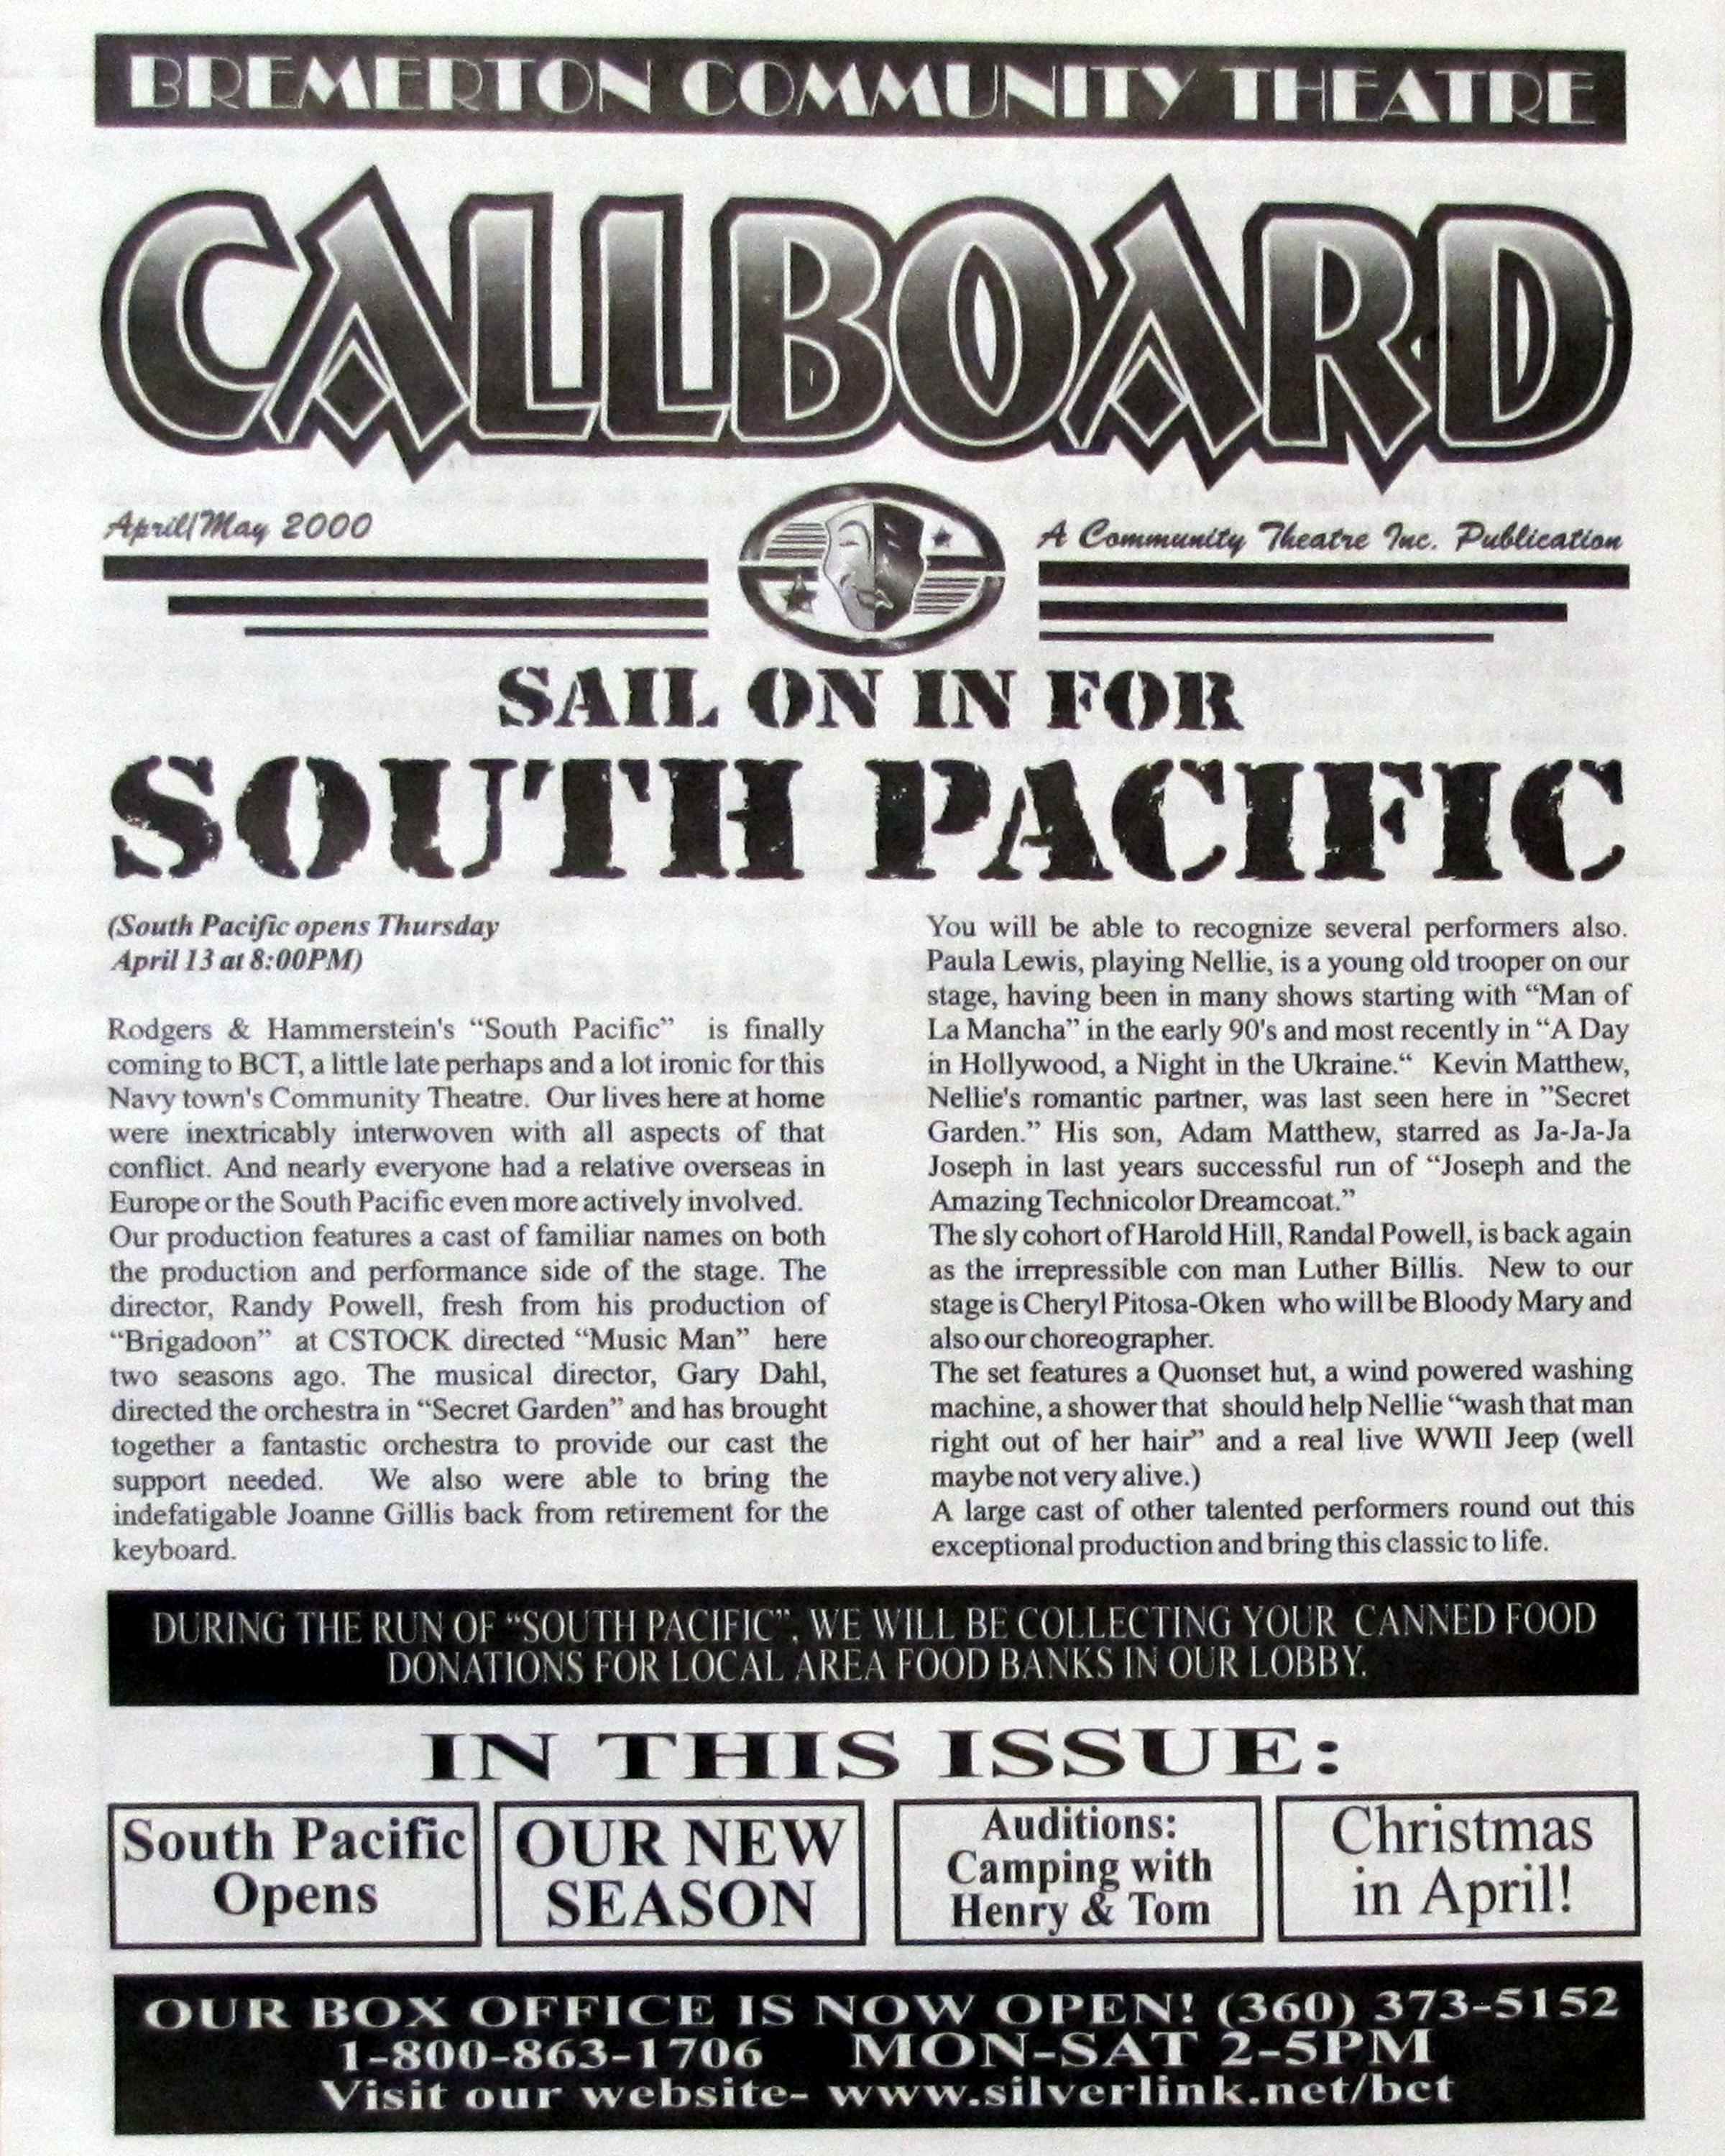 BREMERTON COMMUNITY THEATRE
CALLBOARD
April/May 2000
A Community Theatre Inc. Publication
SAIL ON IN FOR
SOUTH PACIFIC
(South Pacific opens Thursday
April 13 at 8:00PM)
Rodgers & Hammerstein's “South Pacific” is finally
coming to BCT, a little late perhaps and a lot ironic for this
Navy town's Community Theatre. Our lives here at home
were inextricably interwoven with all aspects of that
conflict. And nearly everyone had a relative overseas in
Europe or the South Pacific even more actively involved.
Our production features a cast of familiar names on both
the production and performance side of the stage. The
director, Randy Powell, fresh from his production of
“Brigadoon” at CSTOCK directed “Music Man” here
two seasons ago. The musical director, Gary Dahl,
directed the orchestra in “Secret Garden” and has brought
together a fantastic orchestra to provide our cast the
support needed. We also were able to bring the
indefatigable Joanne Gillis back from retirement for the
keyboard.
You will be able to recognize several performers also.
Paula Lewis, playing Nellie, is a young old trooper on our
stage, having been in many shows starting with “Man of
La Mancha” in the early 90's and most recently in “A Day
in Hollywood, a Night in the Ukraine.“ Kevin Matthew,
Nellie's romantic partner, was last seen here in ”Secret
Garden.” His son, Adam Matthew, starred as Ja-Ja-Ja
Joseph in last years successful run of “Joseph and the
Amazing Technicolor Dreamcoat.”
The sly cohort of Harold Hill, Randal Powell, is back again
as the irrepressible con man Luther Billis. New to our
stage is Cheryl Pitosa-Oken who will be Bloody Mary and
also our choreographer.
The set features a Quonset hut, a wind powered washing
machine, a shower that should help Nellie “wash that man
right out of her hair” and a real live WWII Jeep (well
maybe not very alive.)
A large cast of other talented performers round out this
exceptional production and bring this classic to life.
DURING THE RUN OF “SOUTH PACIFIC”, WE WILL BE COLLECTING YOUR CANNED FOOD
DONATIONS FOR LOCAL AREA FOOD BANKS IN OUR LOBBY.
IN THIS ISSUE:
South Pacific
Opens
OUR NEW
SEASON
Auditions:
Camping with
Henry & Tom
Christmas
in April!
OUR BOX OFFICE IS NOW OPEN! (360) 373-5152
1-800-863-1706 MON-SAT 2-5PM
Visit our website- www.silverlink.net/bct